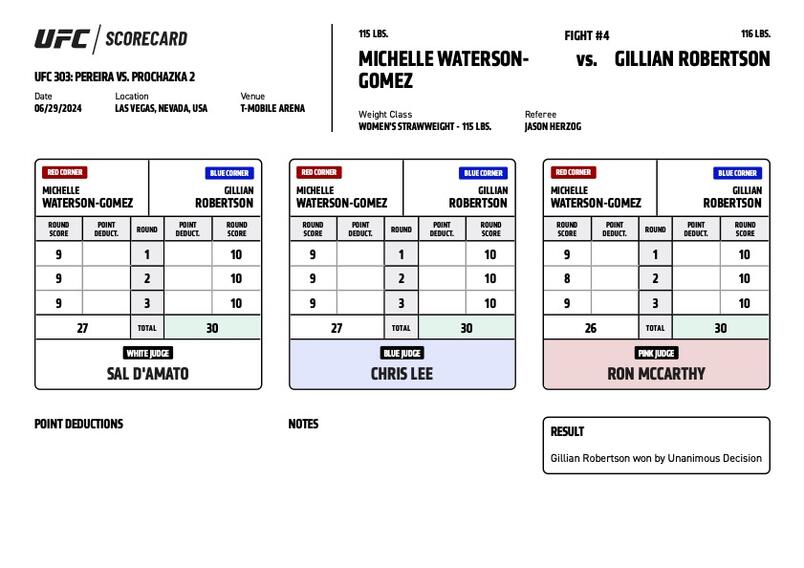 UFC / SCORECARD
UFC 303: PEREIRA VS. PROCHAZKA 2
Date Location Venue
06/29/2024 LAS VEGAS, NEVADA, USA T-MOBILE ARENA
115 LBS. FIGHT #4 116 LBS.
MICHELLE WATERSON- vs. GILLIAN ROBERTSON
GOMEZ
Weight Class Referee
WOMEN'S STRAWWEIGHT - 115 LBS. JASON HERZOG
RED CORNER BLUE CORNER
MICHELLE GILLIAN
WATERSON-GOMEZ ROBERTSON
ROUND POINT ROUND POINT ROUND
SCORE DEDUCT. DEDUCT. SCORE
9 1 10
9 2 10
9 3 10
27 TOTAL 30
WHITE JUDGE
SAL D'AMATO
RED CORNER BLUE CORNER
MICHELLE GILLIAN
WATERSON-GOMEZ ROBERTSON
ROUND POINT ROUND POINT ROUND
SCORE DEDUCT. DEDUCT. SCORE
9 1 10
9 2 10
9 3 10
27 TOTAL 30
BLUE JUDGE
CHRIS LEE
RED CORNER BLUE CORNER
MICHELLE GILLIAN
WATERSON-GOMEZ ROBERTSON
ROUND POINT ROUND POINT ROUND
SCORE DEDUCT. DEDUCT. SCORE
9 1 10
8 2 10
9 3 10
26 TOTAL 30
PINK JUDGE
RON MCCARTHY
POINT DEDUCTIONS
NOTES
RESULT
Gillian Robertson won by Unanimous Decision